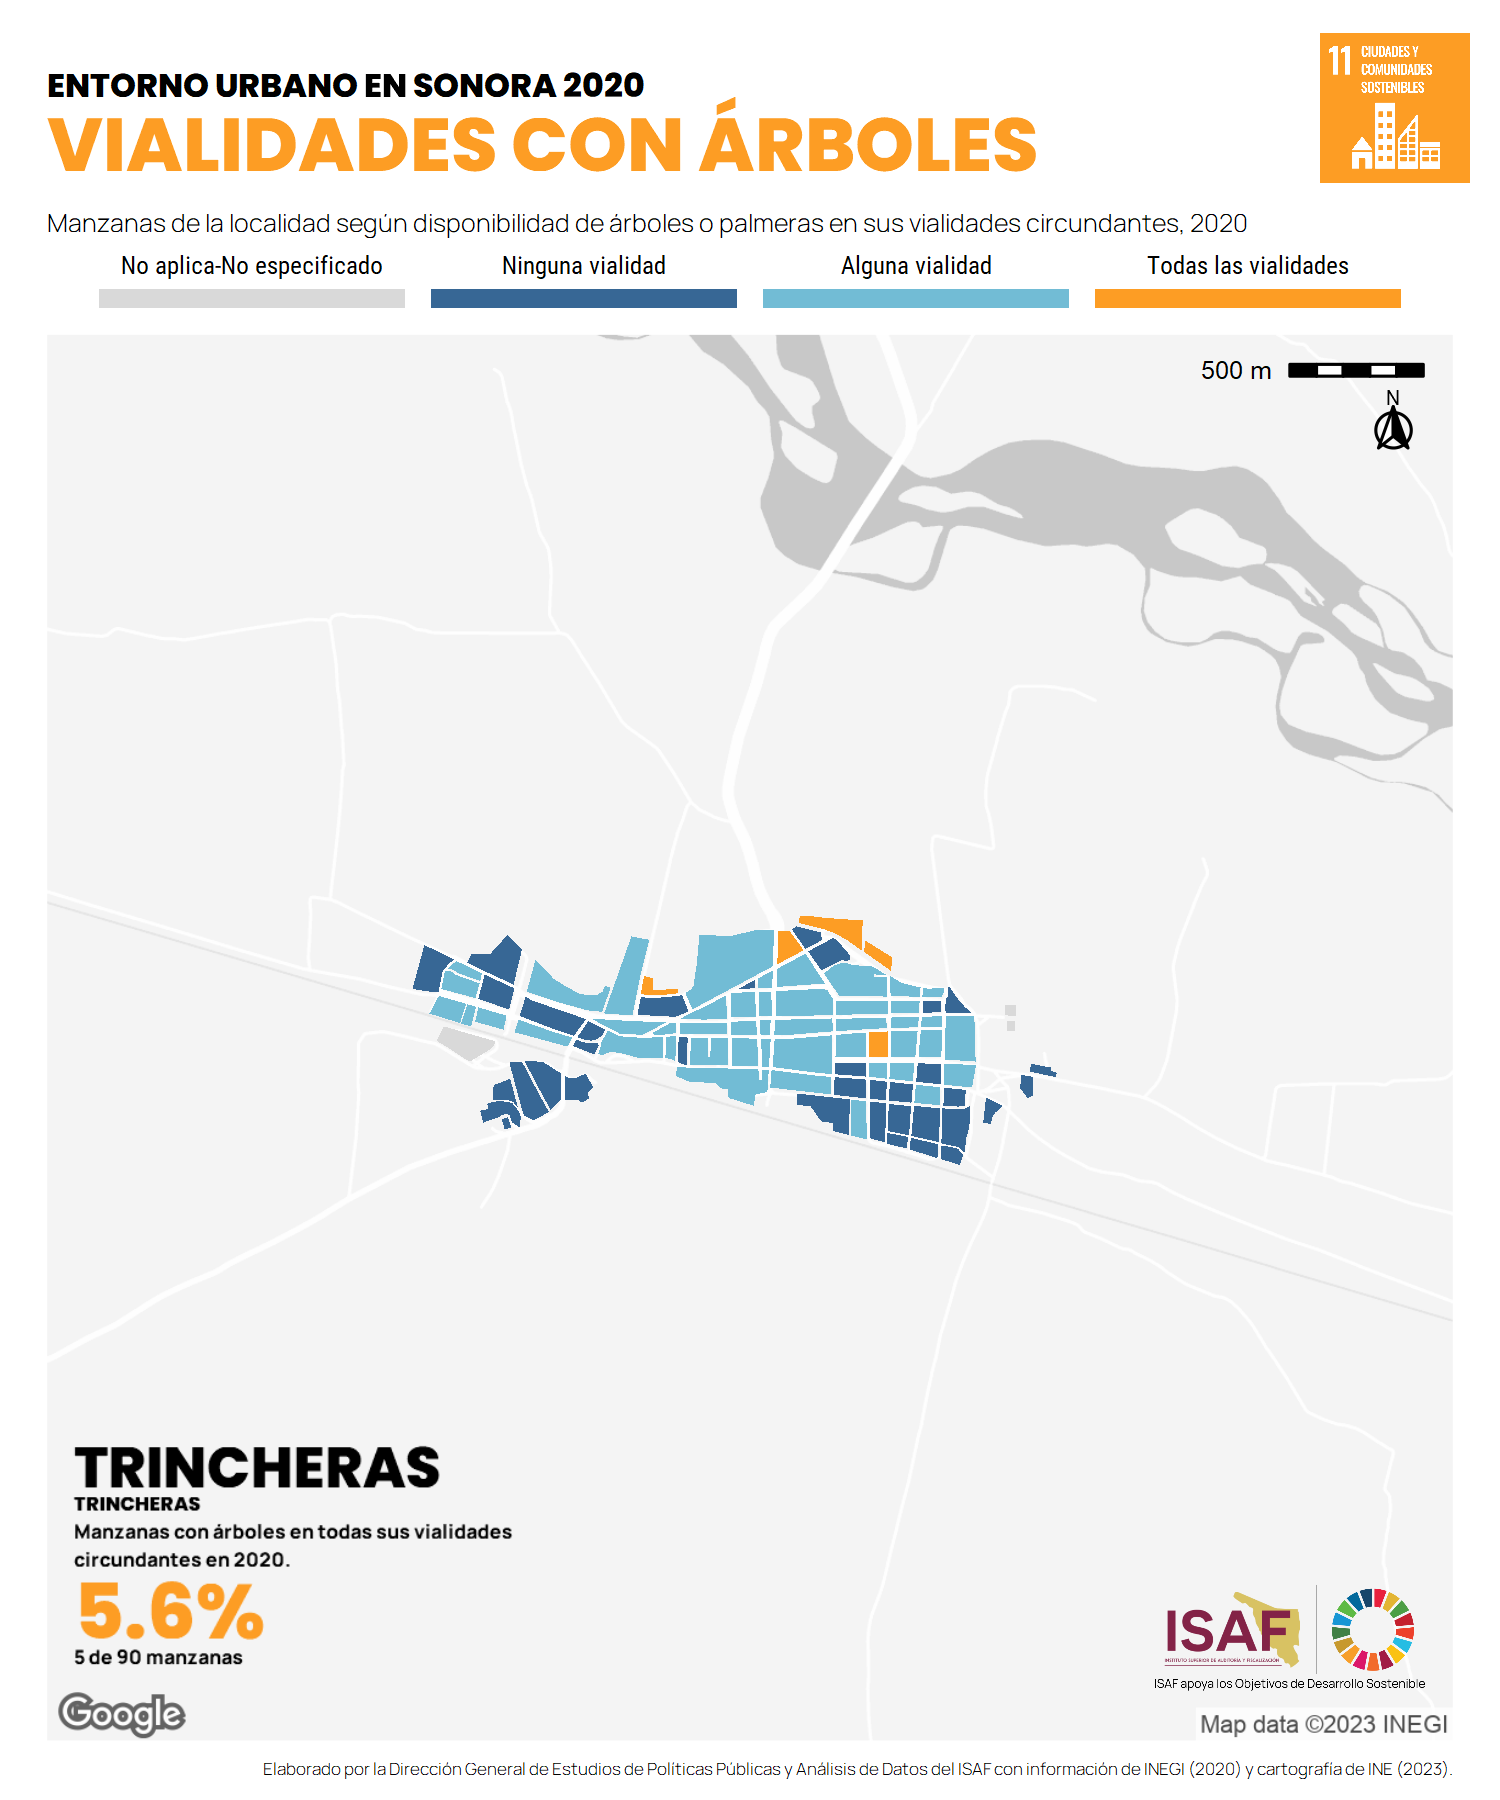 ENTORNO URBANO EN SONORA 2020
VIALIDADES CON ÁRBOLES
11 CIUDADES Y
COMUNIDADES
SOSTENIBLES
Manzanas de la localidad según disponibilidad de árboles o palmeras en sus vialidades circundantes, 2020
No aplica-No especificado
Ninguna vialidad
Alguna vialidad
Todas las vialidades
500 m
N
TRINCHERAS
TRINCHERAS
Manzanas con árboles en todas sus vialidades
circundantes en 2020.
5.6%
5 de 90 manzanas
Google
ISAF
INSTITUTO SUPERIOR DE AUDITORÍA Y FISCALIZACIÓN
ISAF apoya los Objetivos de Desarrollo Sostenible
Map data ©2023 INEGI
Elaborado por la Dirección General de Estudios de Políticas Públicas y Análisis de Datos del ISAF con información de INEGI (2020) y cartografía de INE (2023).